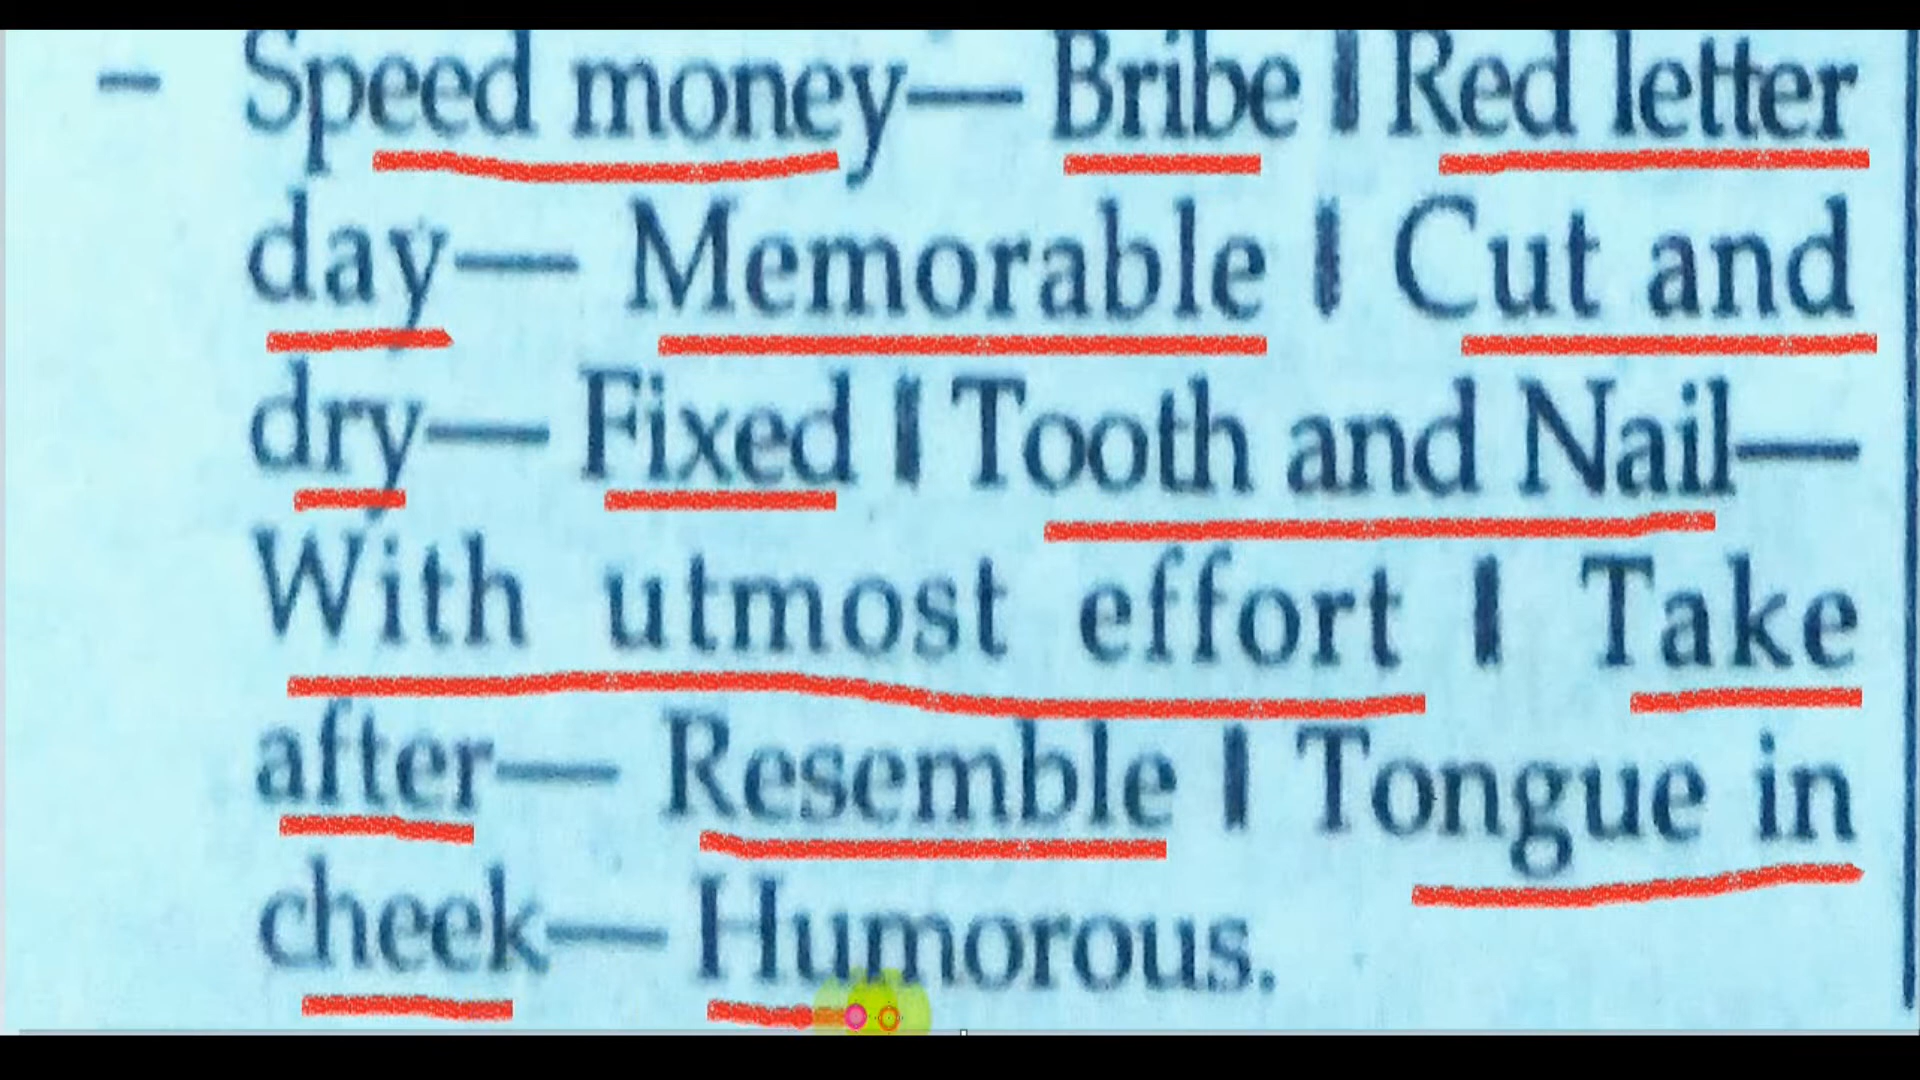 – Speed money— Bribe | Red letter
day— Memorable | Cut and
dry— Fixed | Tooth and Nail—
With utmost effort | Take
after— Resemble | Tongue in
cheek— Humorous.